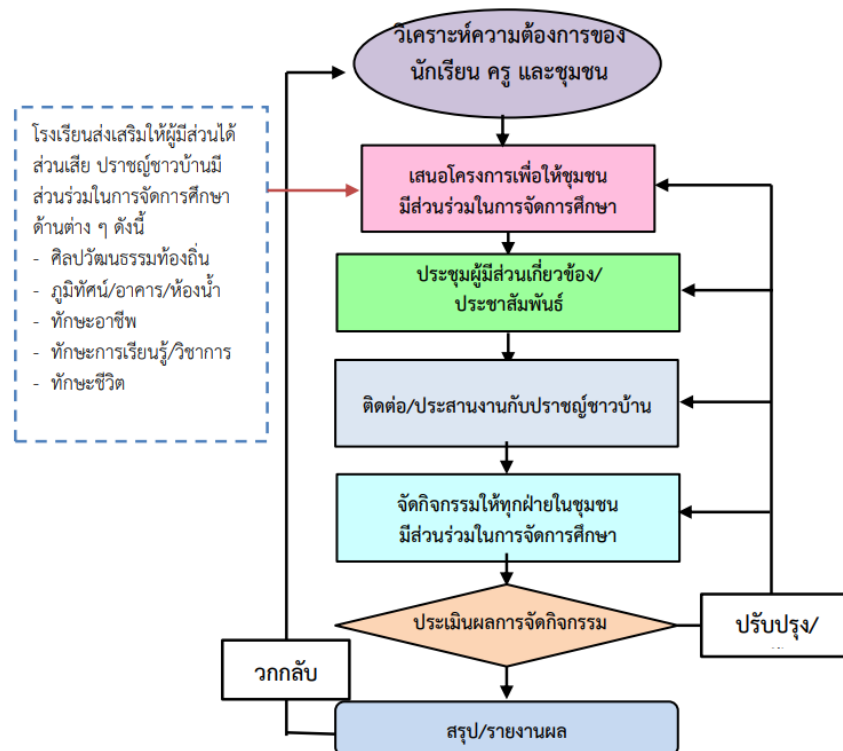 วิเคราะห์ความต้องการของ
นักเรียน ครู และชุมชน
โรงเรียนส่งเสริมให้ผู้มีส่วนได้
ส่วนเสีย ปราชญ์ชาวบ้านมี
ส่วนร่วมในการจัดการศึกษา
ด้านต่าง ๆ ดังนี้
- ศิลปวัฒนธรรมท้องถิ่น
- ภูมิทัศน์/อาคาร/ห้องน้ำ
- ทักษะอาชีพ
- ทักษะการเรียนรู้/วิชาการ
- ทักษะชีวิต
เสนอโครงการเพื่อให้ชุมชน
มีส่วนร่วมในการจัดการศึกษา
ประชุมผู้มีส่วนเกี่ยวข้อง/
ประชาสัมพันธ์
ติดต่อ/ประสานงานกับปราชญ์ชาวบ้าน
จัดกิจกรรมให้ทุกฝ่ายในชุมชน
มีส่วนร่วมในการจัดการศึกษา
ประเมินผลการจัดกิจกรรม
ปรับปรุง/
วกกลับ
สรุป/รายงานผล